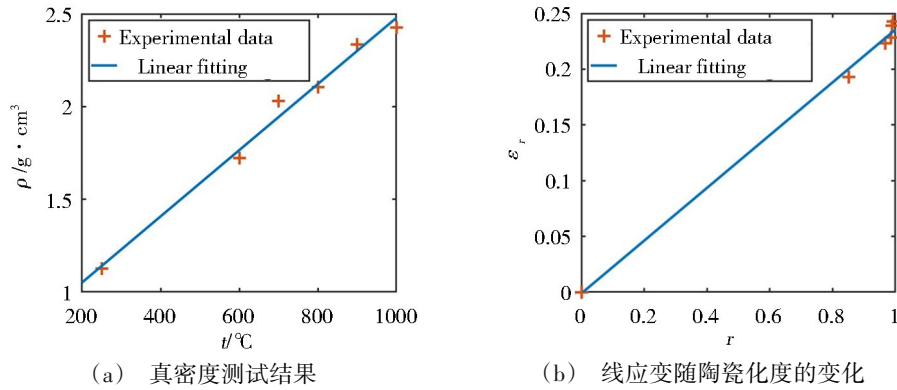 2.5
2
1.5
1
ρ/g·cm³
Experimental data
Linear fitting
200
400
600
800
1000
t/℃
(a) 真密度测试结果
0.25
0.2
0.15
0.1
0.05
0
ε r
Experimental data
Linear fitting
0
0.2
0.4
0.6
0.8
1
r
(b) 线应变随陶瓷化度的变化